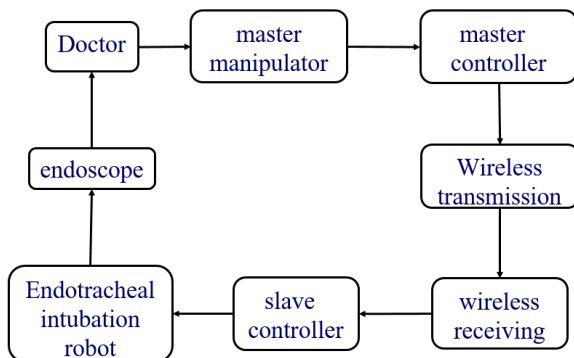 Doctor
master
manipulator
master
controller
Wireless
transmission
wireless
receiving
slave
controller
Endotracheal
intubation
robot
endoscope